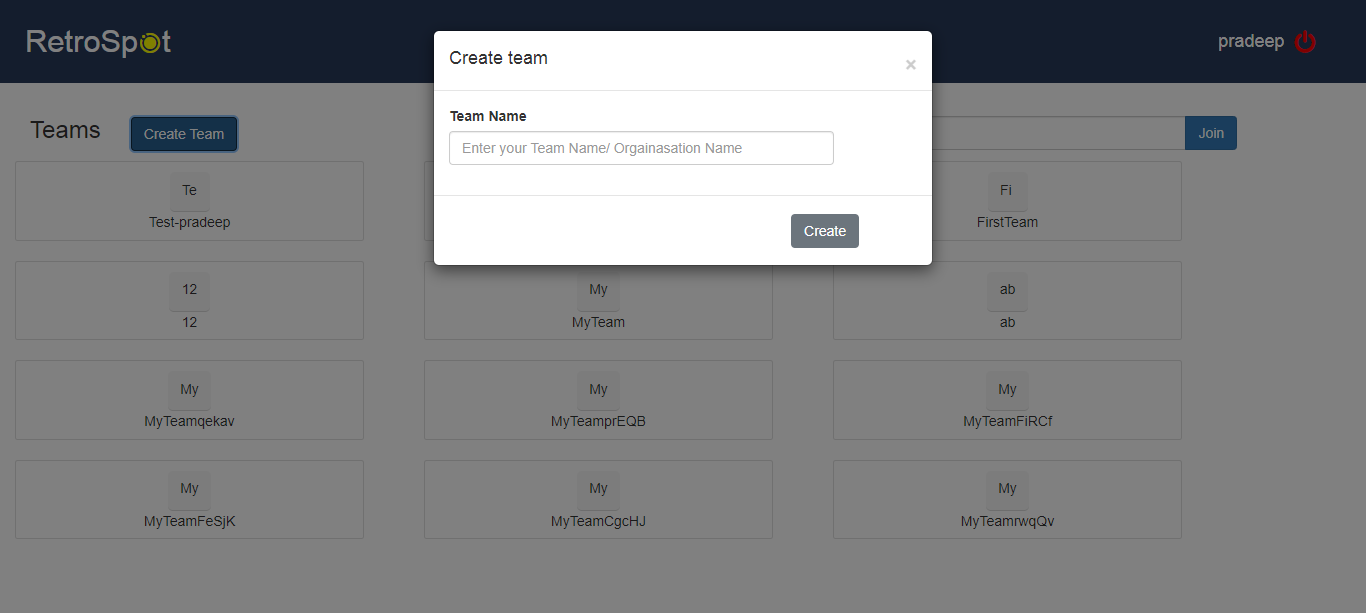 RetroSpot
pradeep
Create team
×
Team Name
Enter your Team Name/ Orgainasation Name
Create
Teams
Create Team
Join
Te
Test-pradeep
Fi
FirstTeam
12
12
My
MyTeam
ab
ab
My
MyTeamqekav
My
MyTeamprEQB
My
MyTeamFiRCf
My
MyTeamFeSjK
My
MyTeamCgcHJ
My
MyTeamrwqQv